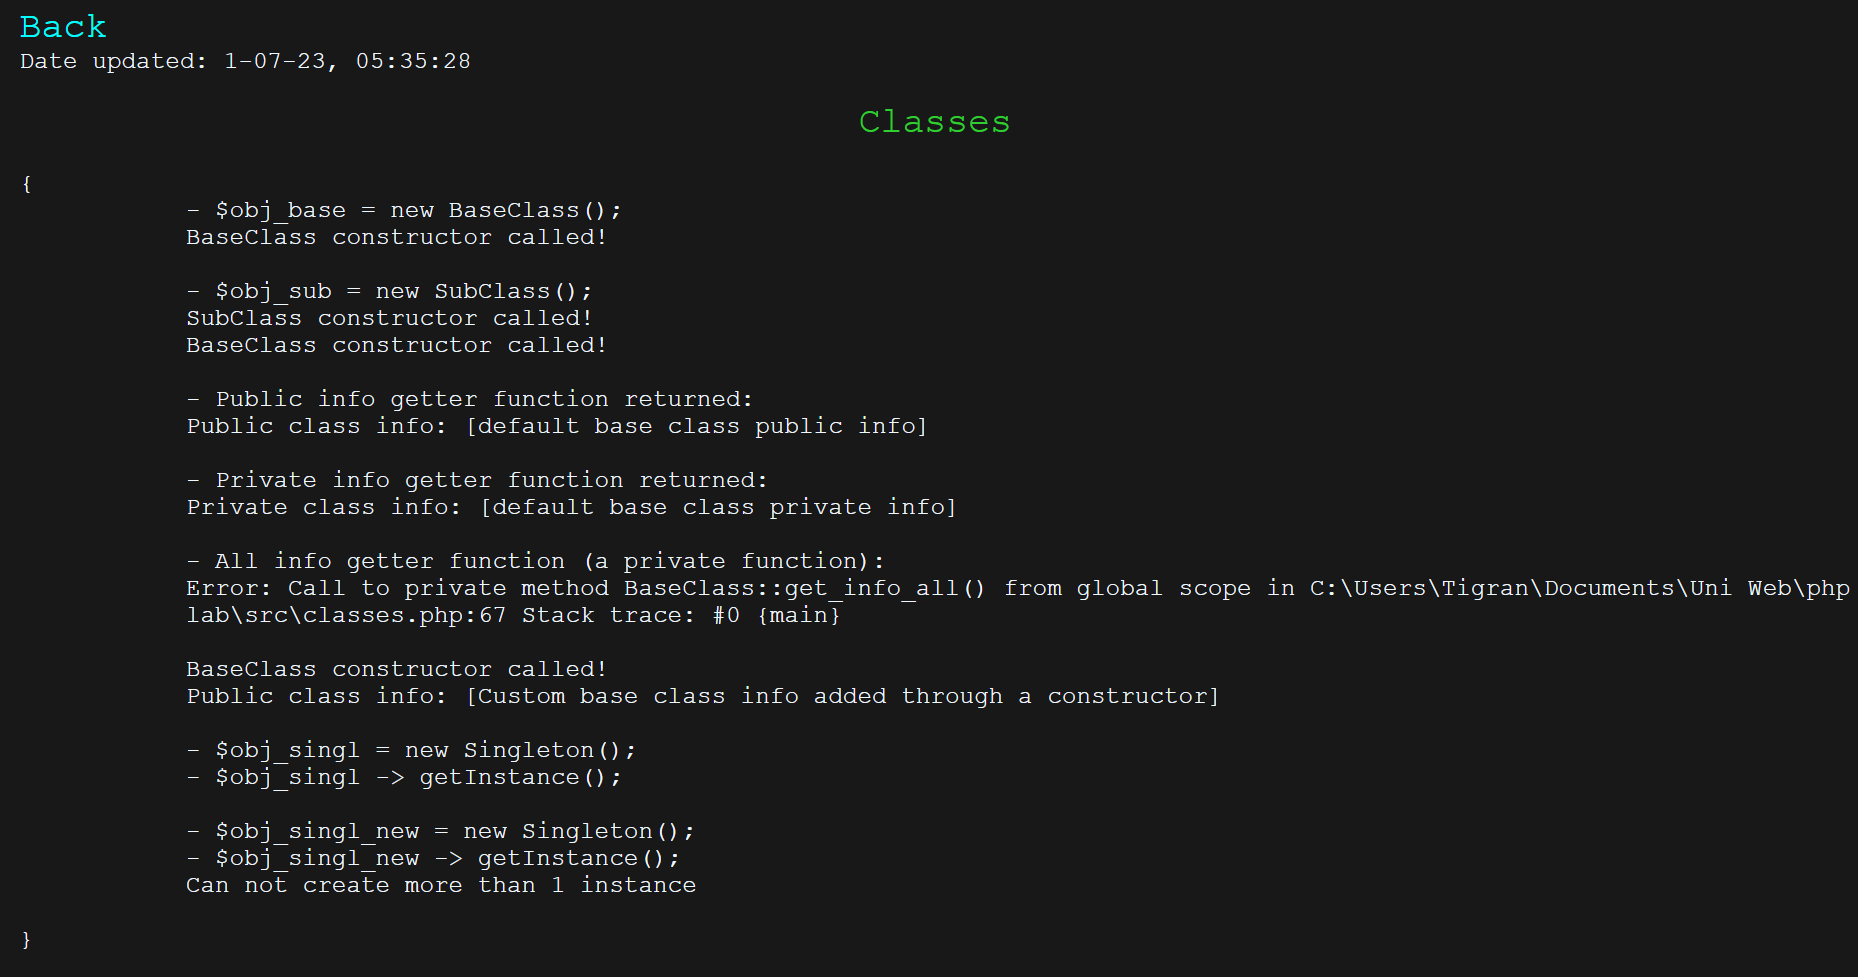 Back
Date updated: 1-07-23, 05:35:28
Classes
{
- $obj_base = new BaseClass();
BaseClass constructor called!
- $obj_sub = new SubClass();
SubClass constructor called!
BaseClass constructor called!
- Public info getter function returned:
Public class info: [default base class public info]
- Private info getter function returned:
Private class info: [default base class private info]
- All info getter function (a private function):
Error: Call to private method BaseClass::get_info_all() from global scope in C:\Users\Tigran\Documents\Uni Web\php
lab\src\classes.php:67 Stack trace: #0 {main}
BaseClass constructor called!
Public class info: [Custom base class info added through a constructor]
- $obj_singl = new Singleton();
- $obj_singl -> getInstance();
- $obj_singl_new = new Singleton();
- $obj_singl_new -> getInstance();
Can not create more than 1 instance
}